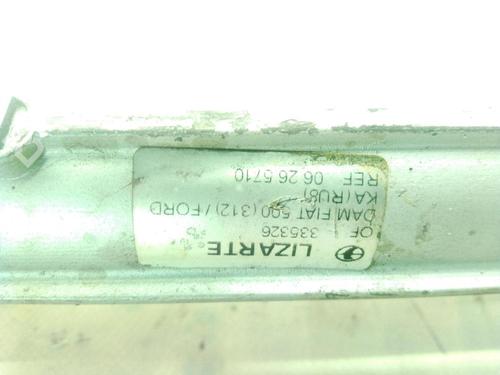 LIZARTE
OF 335326
DAM FIAT 500 (312) / FORD
KA (RU8)
REF 06 26 5710